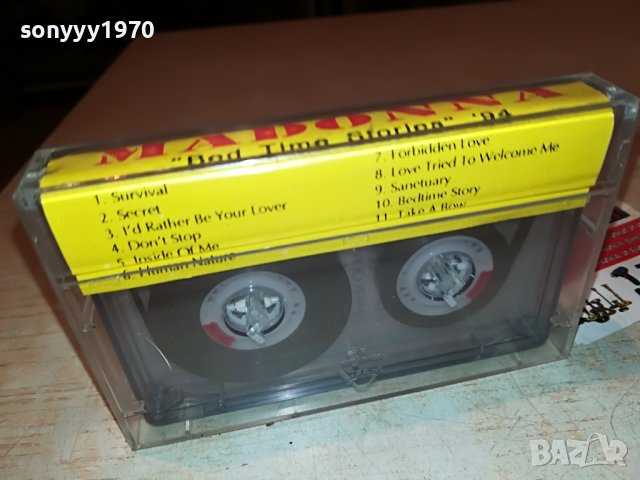 sonyyy1970
MADONNA
"Bed Time Stories" '94
1. Survival
2. Secret
3. I'd Rather Be Your Lover
4. Don't Stop
5. Inside Of Me
6. Human Nature
7. Forbidden Love
8. Love Tried To Welcome Me
9. Sanctuary
10. Bedtime Story
11. Take A Bow
BAZAR
bg